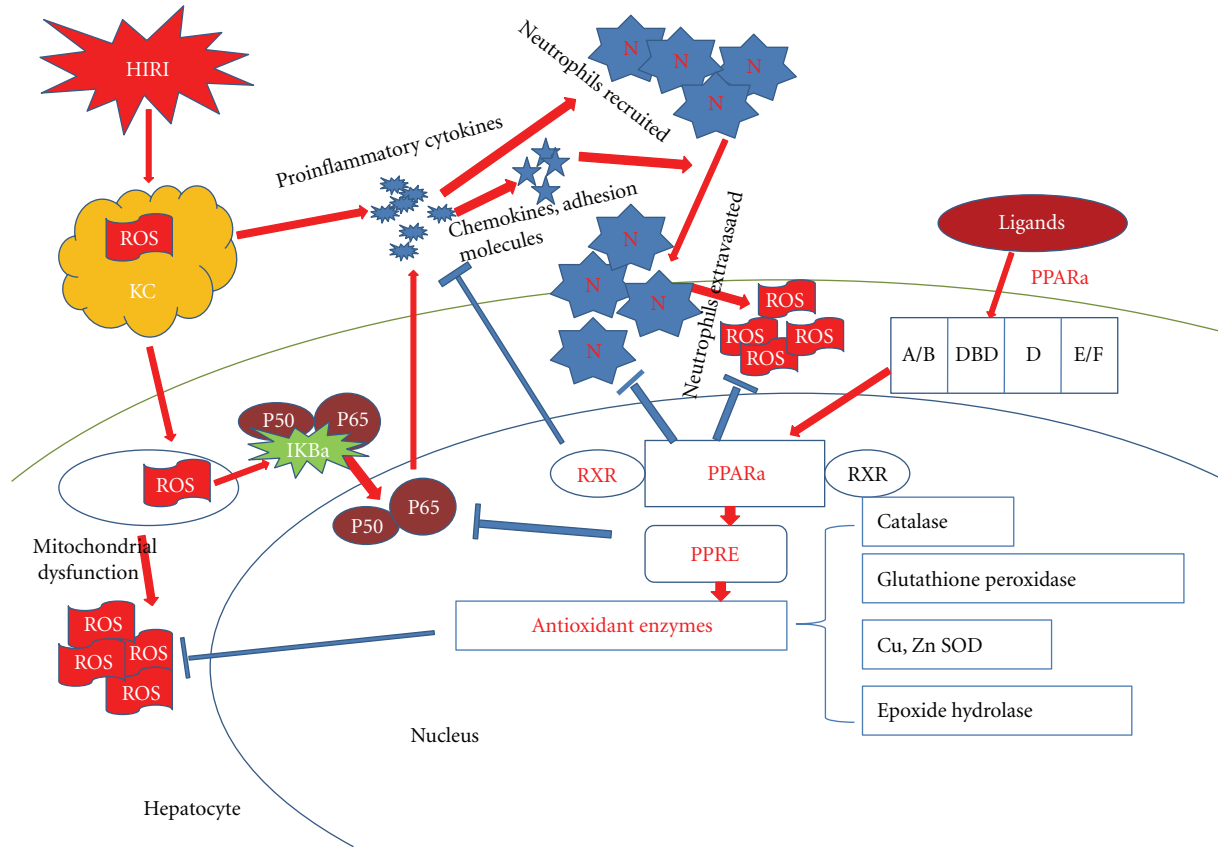 HIRI
N
N
N
N
Neutrophils recruited
Proinflammatory cytokines
ROS
KC
Chemokines, adhesion
molecules
N
N
N
N
Neutrophils extravasated
ROS
ROS
ROS
ROS
Ligands
PPARa
A/B
DBD
D
E/F
P50
P65
IKBa
ROS
P50
P65
RXR
PPARa
RXR
Mitochondrial
dysfunction
PPRE
Catalase
Glutathione peroxidase
Antioxidant enzymes
Cu, Zn SOD
Epoxide hydrolase
ROS
ROS
ROS
ROS
Nucleus
Hepatocyte